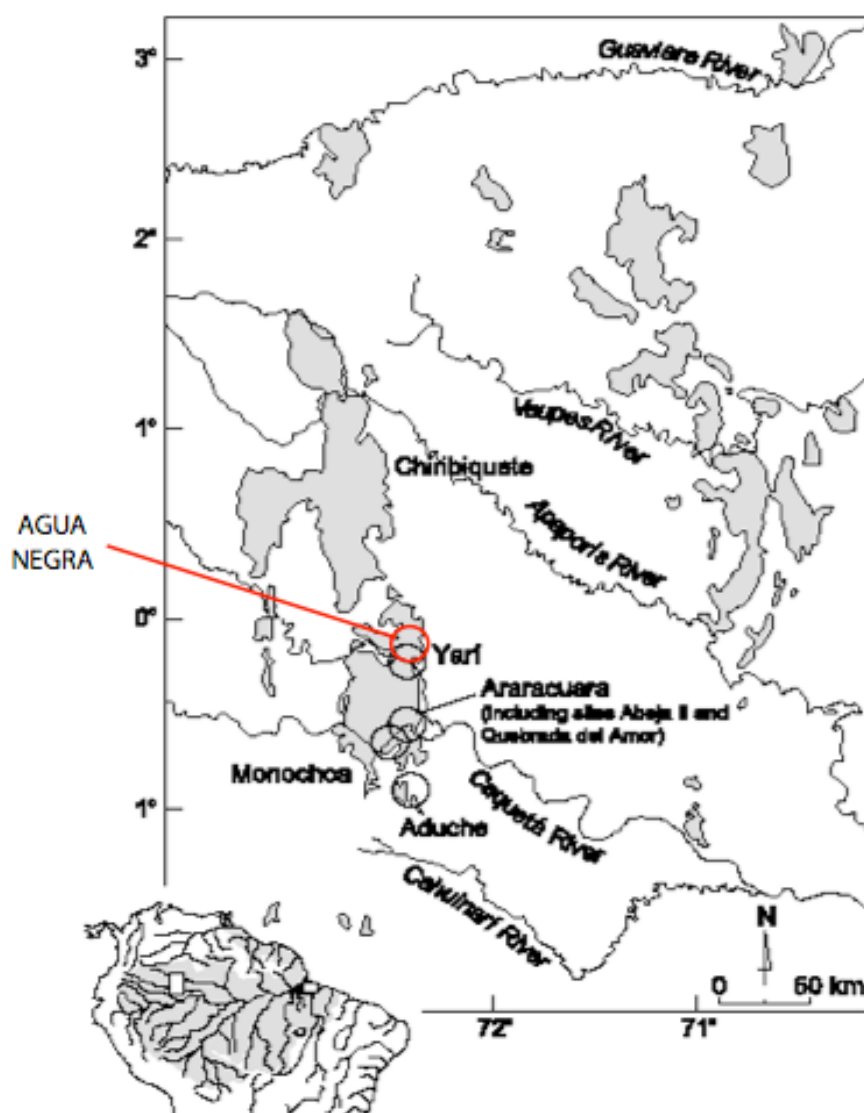 3°
Guaviare River
2°
1°
Vaupes River
Chiribiquete
Apaporis River
AGUA
NEGRA
0°
Yarí
Araracuara
(including sites Abeja II and
Quebrada del Amor)
Monochoa
1°
Aduche
Caquetá River
Cahuinarí River
N
0 50 km
72° 71°